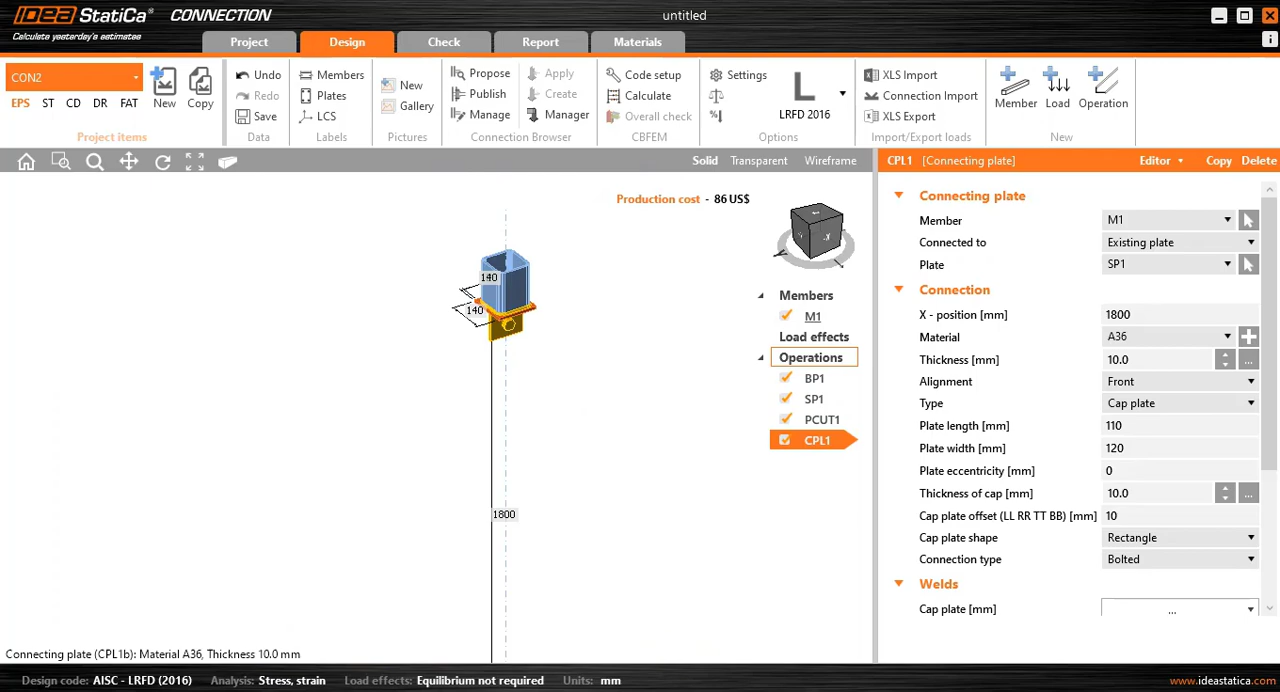 IDEA StatiCa® CONNECTION
Calculate yesterday's estimates
untitled
i
Project
Design
Check
Report
Materials
CON2
EPS ST CD DR FAT
New
Copy
Project items
Undo
Redo
Save
Data
Members
Plates
LCS
Labels
New
Gallery
Pictures
Propose
Publish
Manage
Apply
Create
Manager
Connection Browser
Code setup
Calculate
Overall check
CBFEM
Settings
LRFD 2016
Options
XLS Import
Connection Import
XLS Export
Import/Export loads
Member
Load
Operation
New
Solid Transparent Wireframe
CPL1 [Connecting plate]
Editor
Copy
Delete
Production cost - 86 US$
140
140
1800
Members
M1
Load effects
Operations
BP1
SP1
PCUT1
CPL1
Connecting plate
Member M1
Connected to Existing plate
Plate SP1
Connection
X - position [mm] 1800
Material A36
Thickness [mm] 10.0 ...
Alignment Front
Type Cap plate
Plate length [mm] 110
Plate width [mm] 120
Plate eccentricity [mm] 0
Thickness of cap [mm] 10.0 ...
Cap plate offset (LL RR TT BB) [mm] 10
Cap plate shape Rectangle
Connection type Bolted
Welds
Cap plate [mm] ...
Connecting plate (CPL1b): Material A36, Thickness 10.0 mm
Design code: AISC - LRFD (2016) Analysis: Stress, strain Load effects: Equilibrium not required Units: mm
www.ideastatica.com